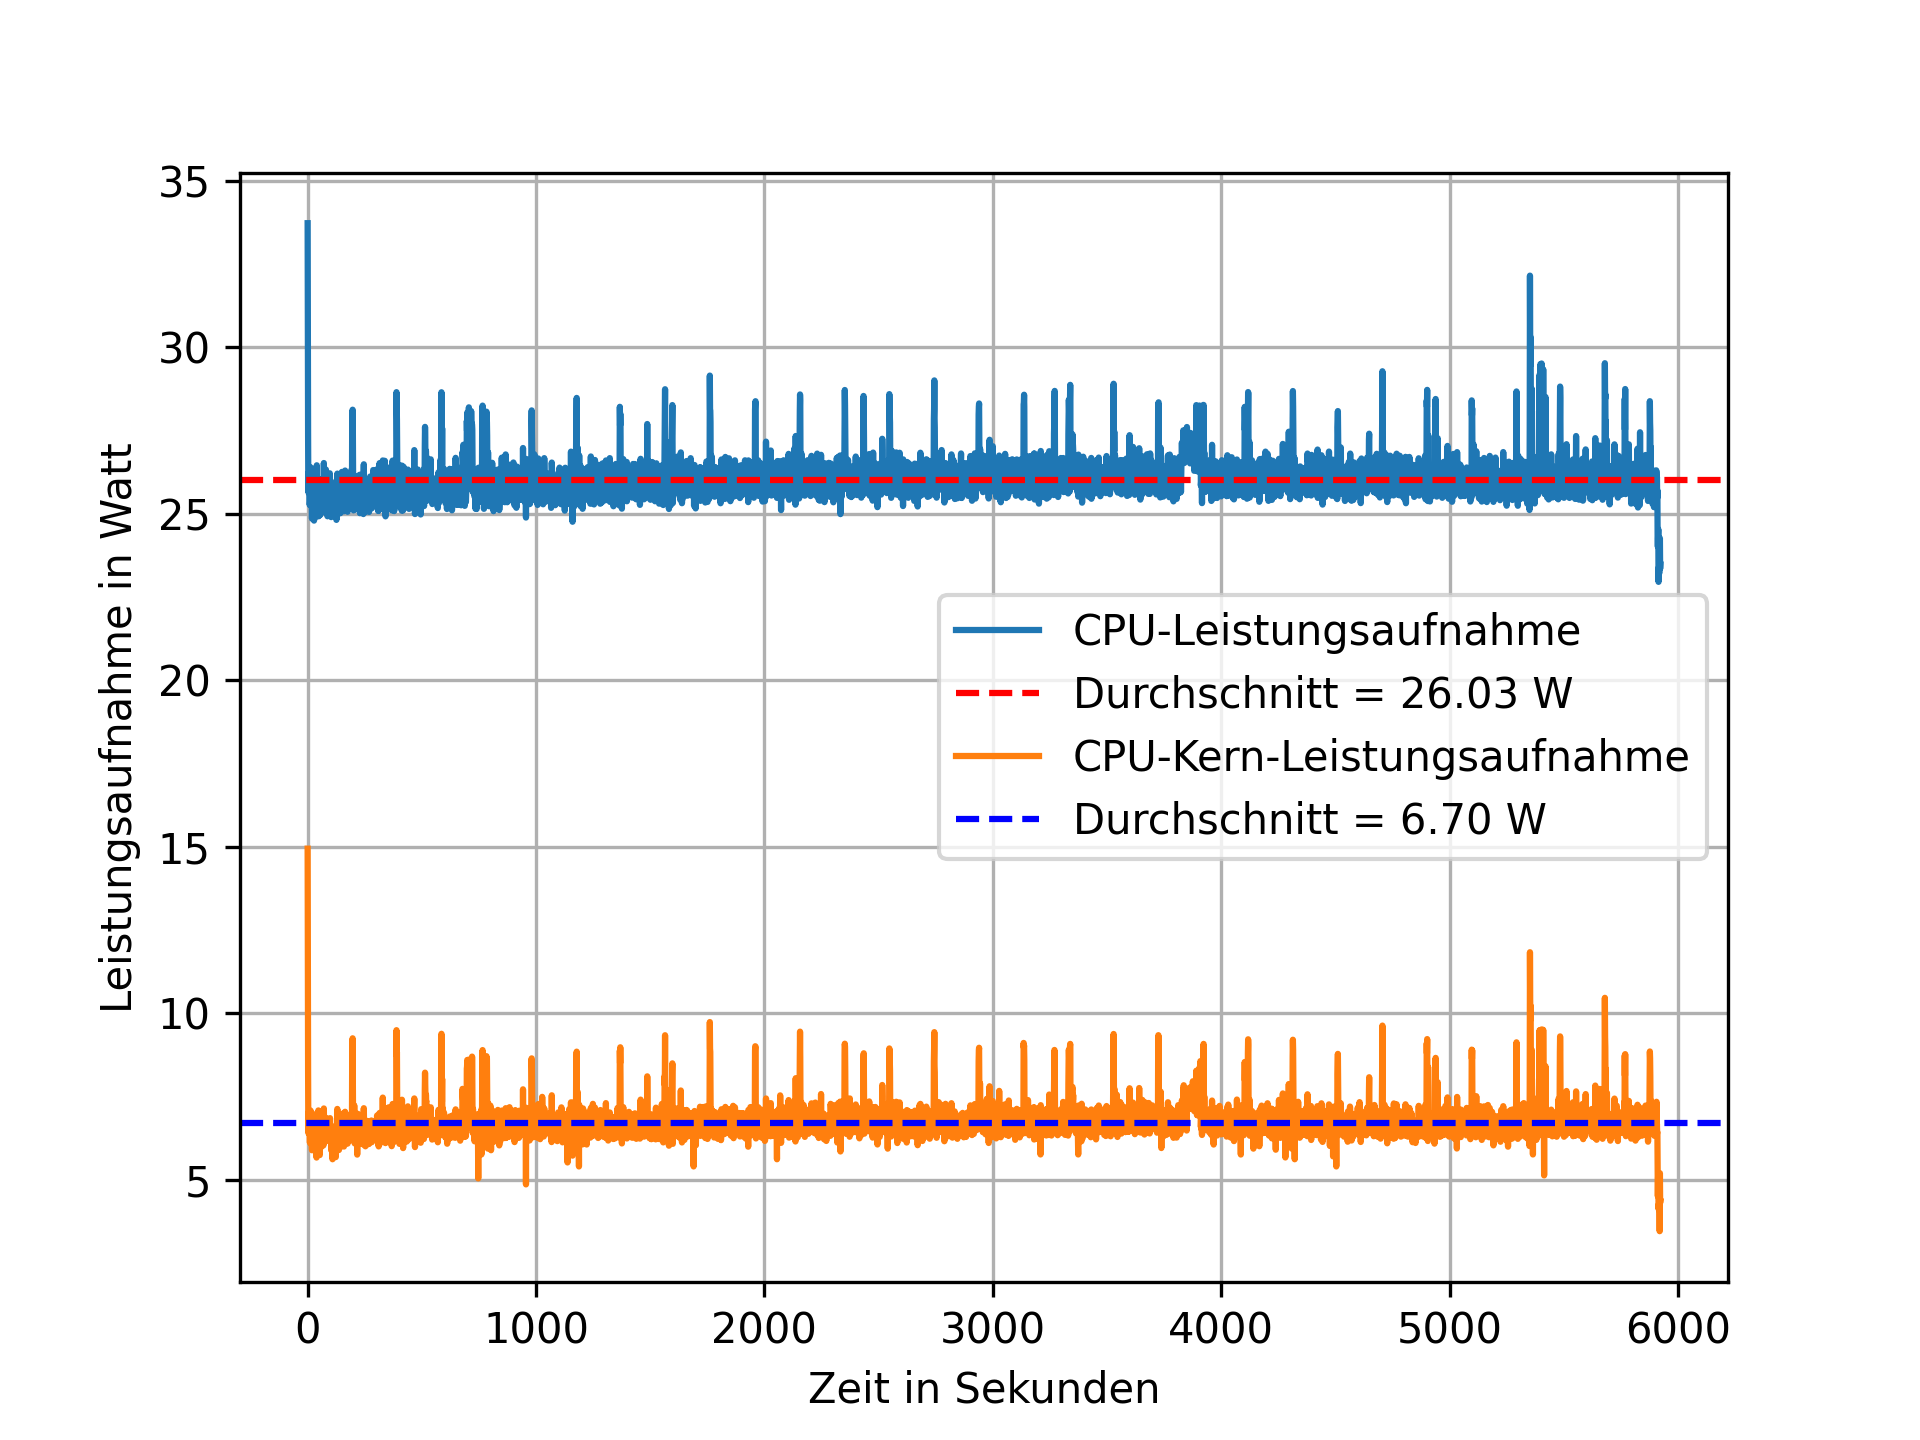 35
30
25
20
15
10
5
Leistungsaufnahme in Watt
CPU-Leistungsaufnahme
Durchschnitt = 26.03 W
CPU-Kern-Leistungsaufnahme
Durchschnitt = 6.70 W
0 1000 2000 3000 4000 5000 6000
Zeit in Sekunden